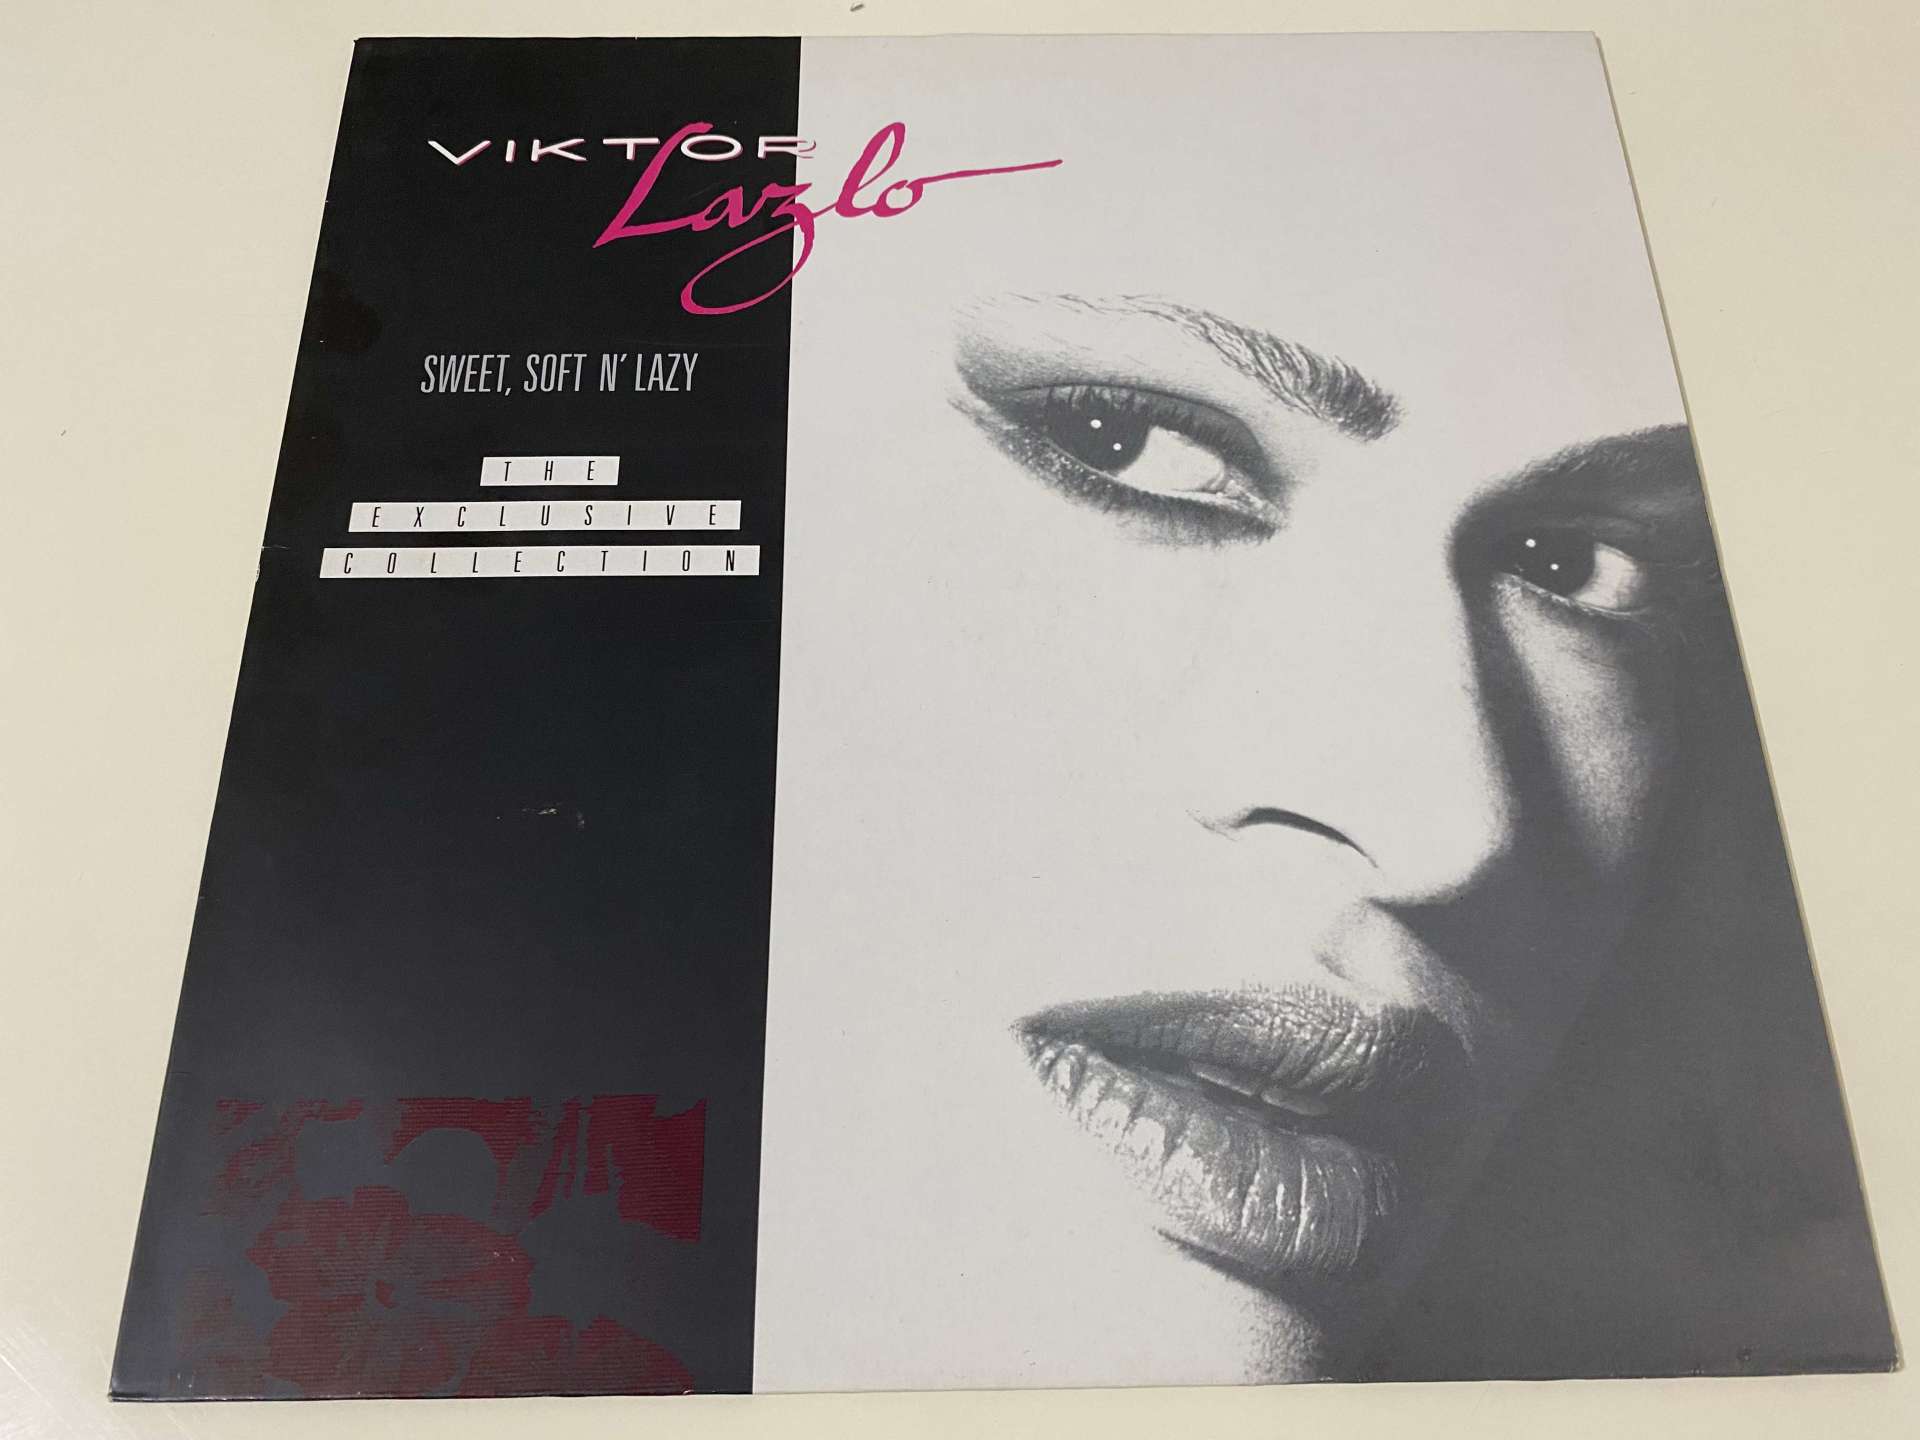 VIKTOR
Lazlo
SWEET, SOFT N' LAZY
THE
EXCLUSIVE
COLLECTION